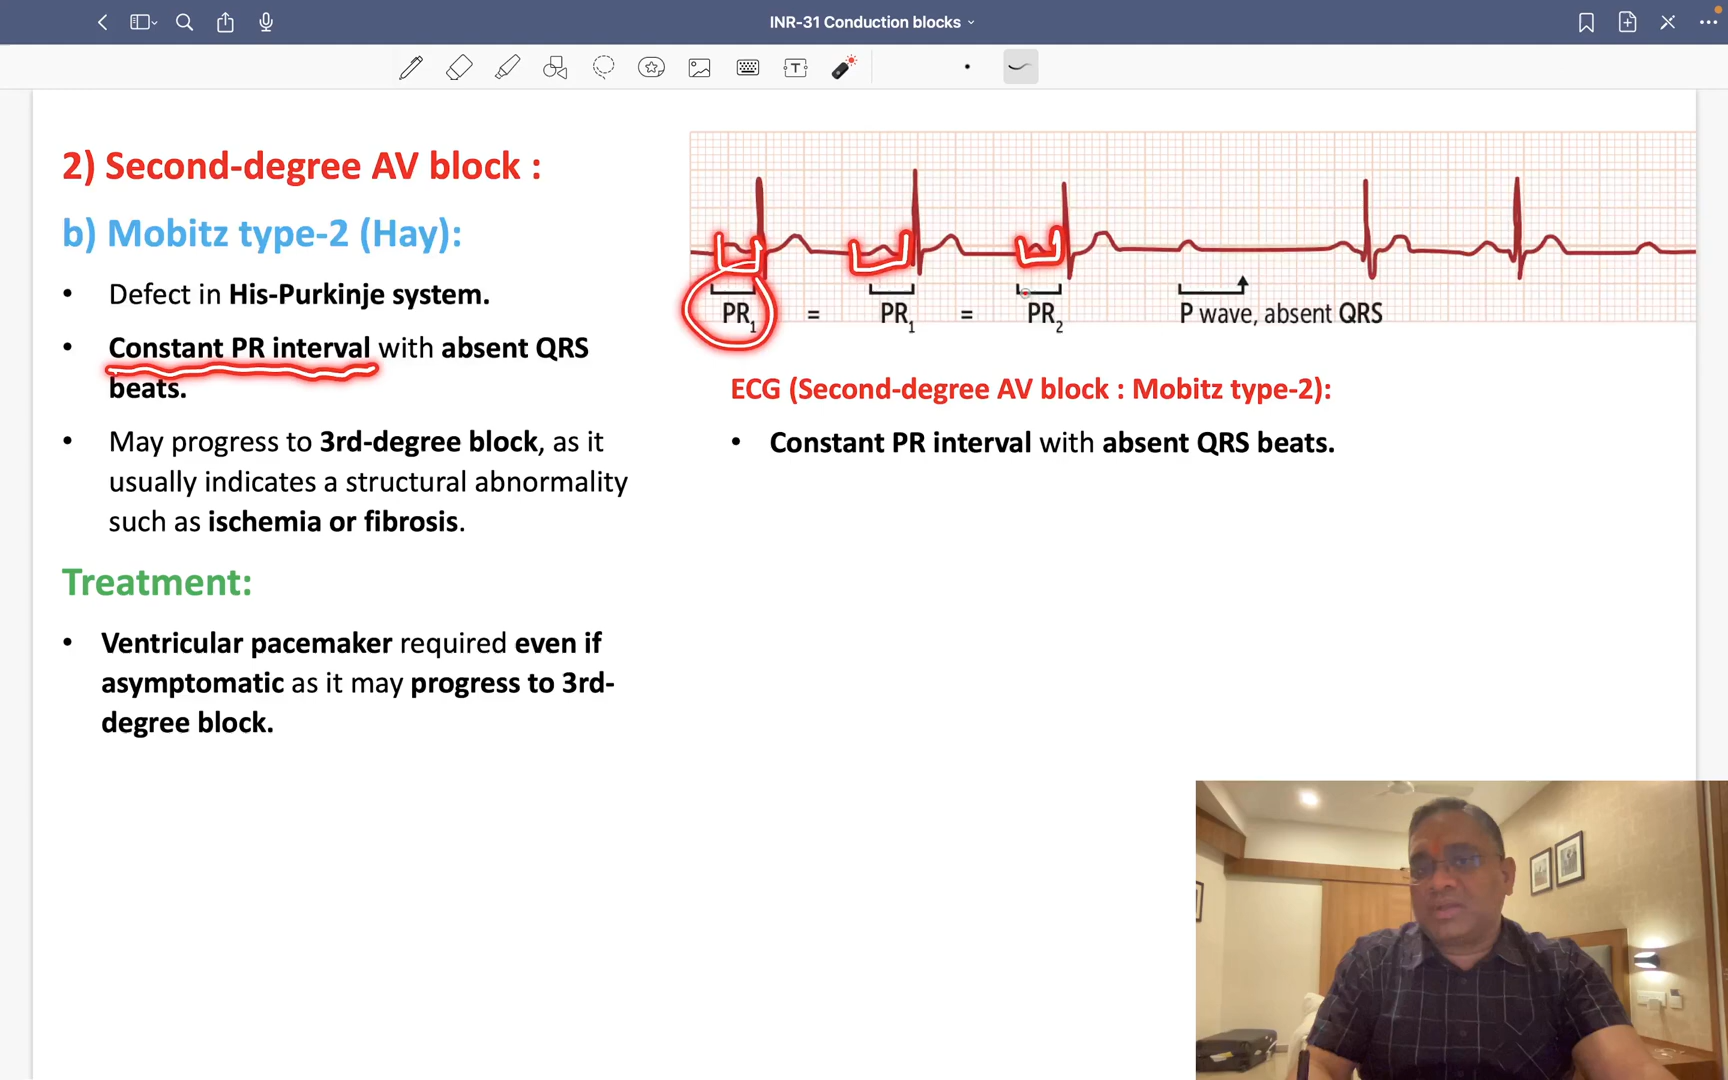 INR-31 Conduction blocks
2) Second-degree AV block :
b) Mobitz type-2 (Hay):
• Defect in His-Purkinje system.
• Constant PR interval with absent QRS
beats.
• May progress to 3rd-degree block, as it
usually indicates a structural abnormality
such as ischemia or fibrosis.
Treatment:
• Ventricular pacemaker required even if
asymptomatic as it may progress to 3rd-
degree block.
PR1 = PR1 = PR2 P wave, absent QRS
ECG (Second-degree AV block : Mobitz type-2):
• Constant PR interval with absent QRS beats.